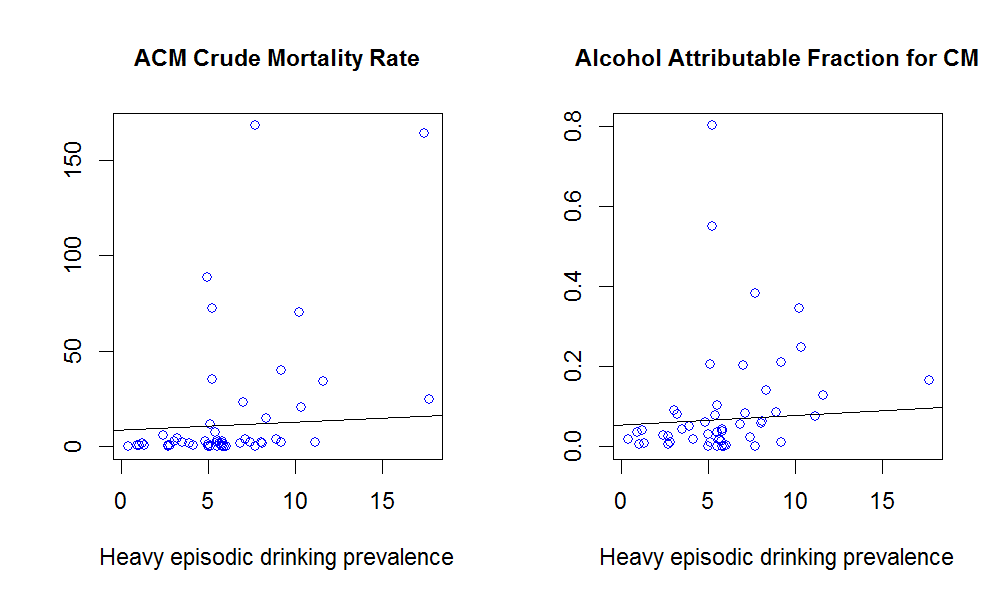 ACM Crude Mortality Rate
150
100
50
0
0 5 10 15
Heavy episodic drinking prevalence
Alcohol Attributable Fraction for CM
0.8
0.6
0.4
0.2
0.0
0 5 10 15
Heavy episodic drinking prevalence